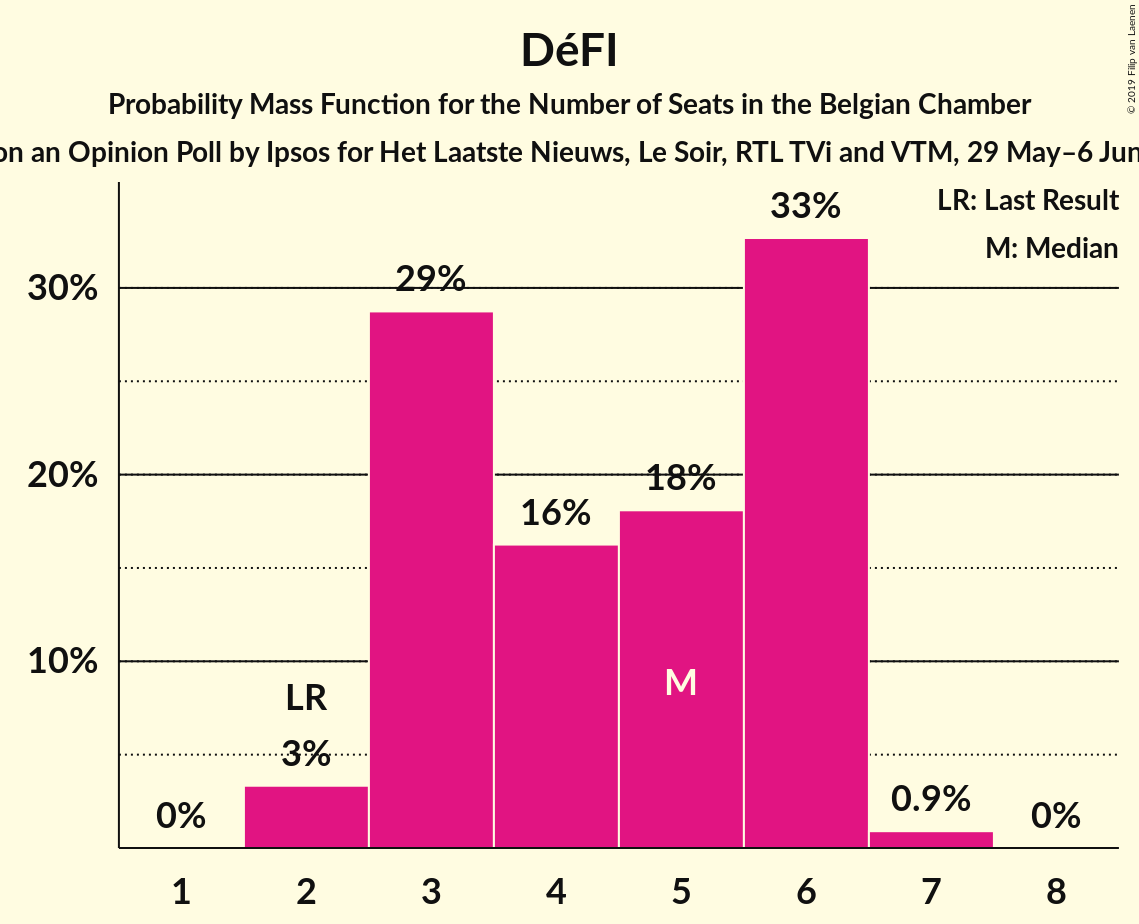 DéFI
Probability Mass Function for the Number of Seats in the Belgian Chamber
on an Opinion Poll by Ipsos for Het Laatste Nieuws, Le Soir, RTL TVi and VTM, 29 May–6 Jun
© 2019 Filip van Laenen
LR: Last Result
M: Median
33%
29%
30%
18%
20%
16%
10%
LR
M
3%
0%
0.9%
0%
1 2 3 4 5 6 7 8